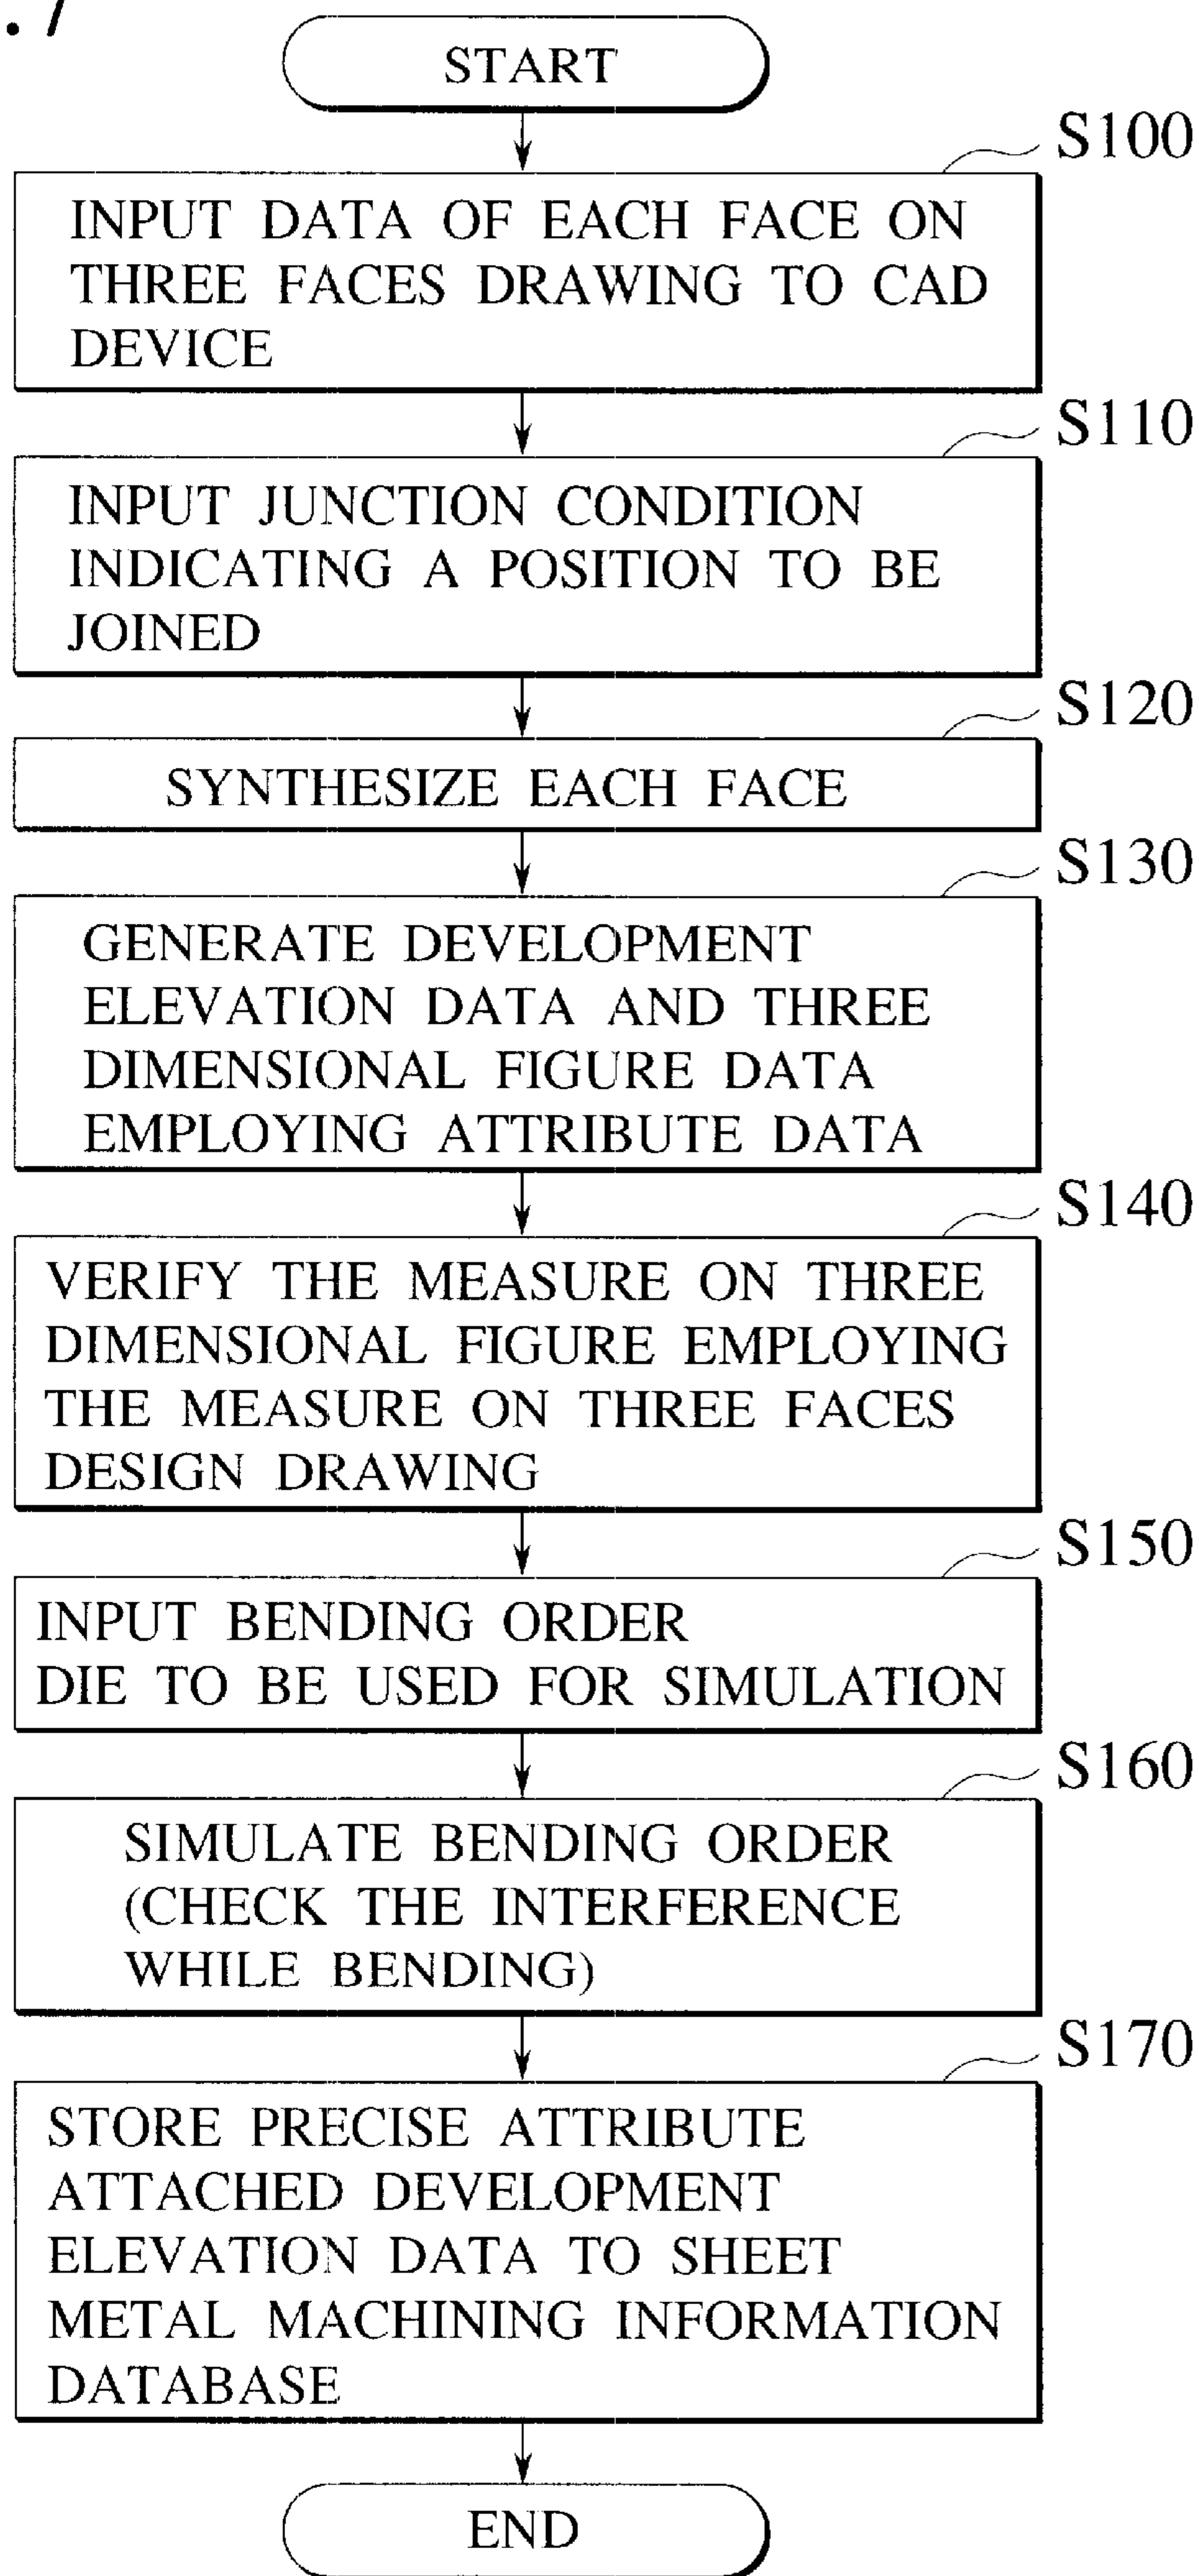 . 7
START
S100
INPUT DATA OF EACH FACE ON
THREE FACES DRAWING TO CAD
DEVICE
S110
INPUT JUNCTION CONDITION
INDICATING A POSITION TO BE
JOINED
S120
SYNTHESIZE EACH FACE
S130
GENERATE DEVELOPMENT
ELEVATION DATA AND THREE
DIMENSIONAL FIGURE DATA
EMPLOYING ATTRIBUTE DATA
S140
VERIFY THE MEASURE ON THREE
DIMENSIONAL FIGURE EMPLOYING
THE MEASURE ON THREE FACES
DESIGN DRAWING
S150
INPUT BENDING ORDER
DIE TO BE USED FOR SIMULATION
S160
SIMULATE BENDING ORDER
(CHECK THE INTERFERENCE
WHILE BENDING)
S170
STORE PRECISE ATTRIBUTE
ATTACHED DEVELOPMENT
ELEVATION DATA TO SHEET
METAL MACHINING INFORMATION
DATABASE
END